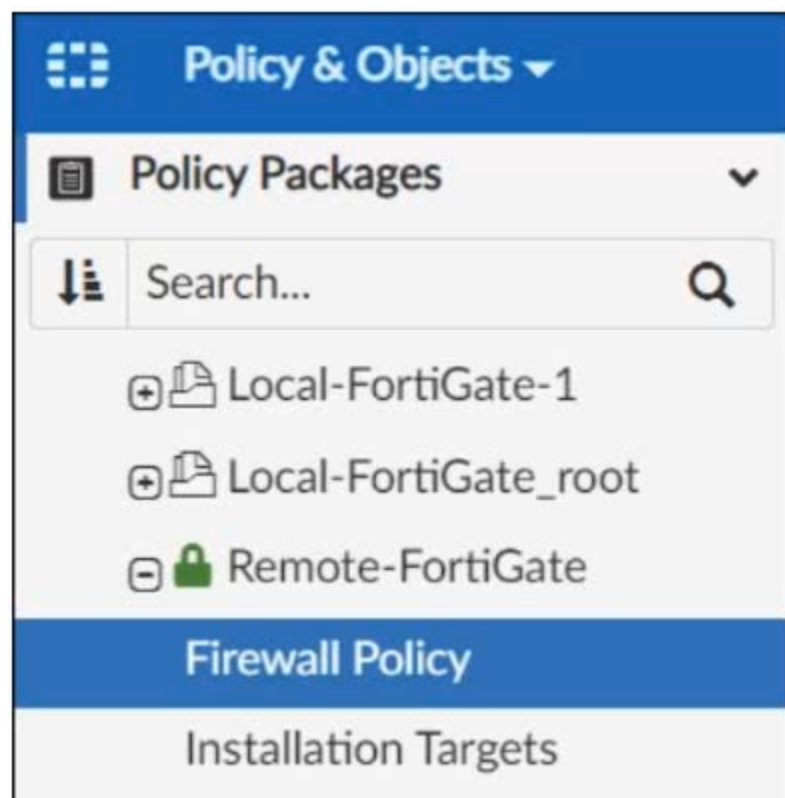 Policy & Objects
Policy Packages
Search...
Local-FortiGate-1
Local-FortiGate_root
Remote-FortiGate
Firewall Policy
Installation Targets